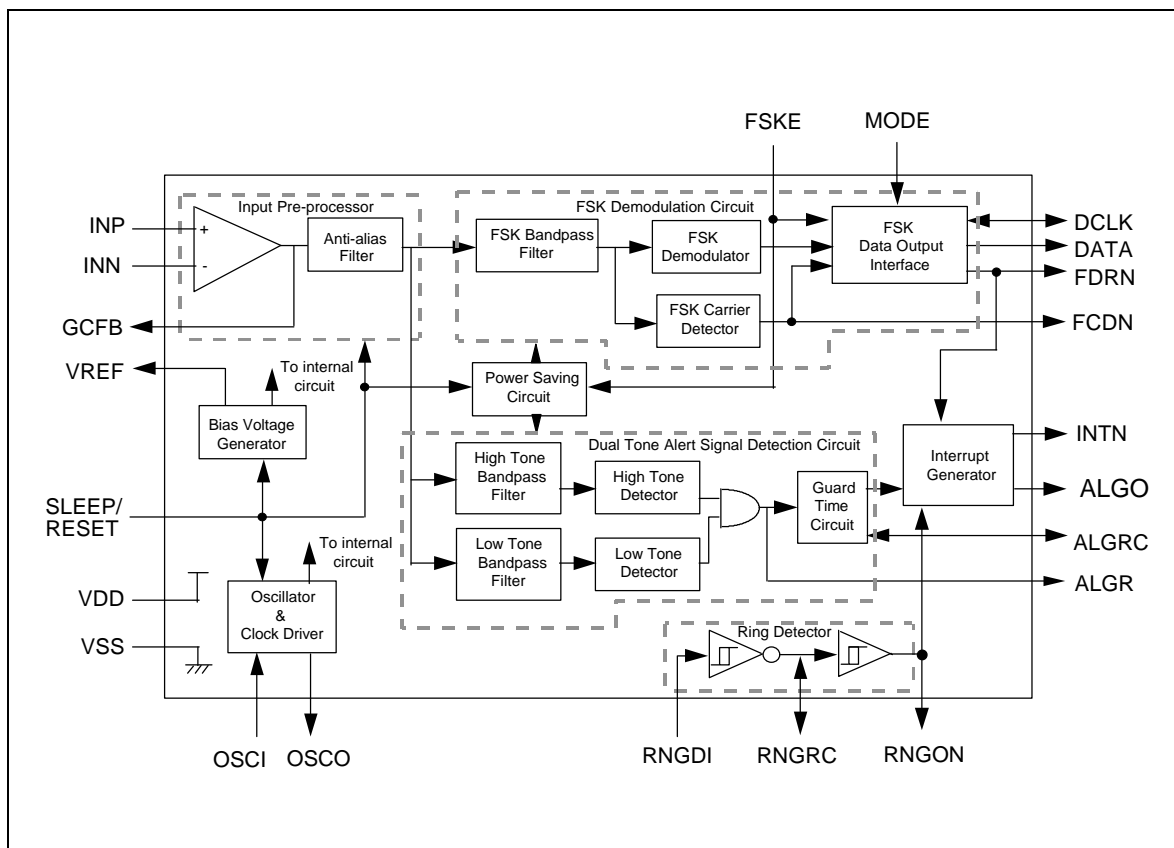 FSKE
MODE
Input Pre-processor
FSK Demodulation Circuit
INP
+
INN
-
Anti-alias
Filter
FSK Bandpass
Filter
FSK
Demodulator
FSK
Data Output
Interface
DCLK
DATA
FDRN
GCFB
FSK Carrier
Detector
FCDN
VREF
To internal
circuit
Power Saving
Circuit
Bias Voltage
Generator
Dual Tone Alert Signal Detection Circuit
High Tone
Bandpass
Filter
High Tone
Detector
Guard
Time
Circuit
Interrupt
Generator
INTN
ALGO
SLEEP/
RESET
To internal
circuit
Low Tone
Bandpass
Filter
Low Tone
Detector
ALGRC
ALGR
VDD
Oscillator
&
Clock Driver
VSS
Ring Detector
OSCI
OSCO
RNGDI
RNGRC
RNGON